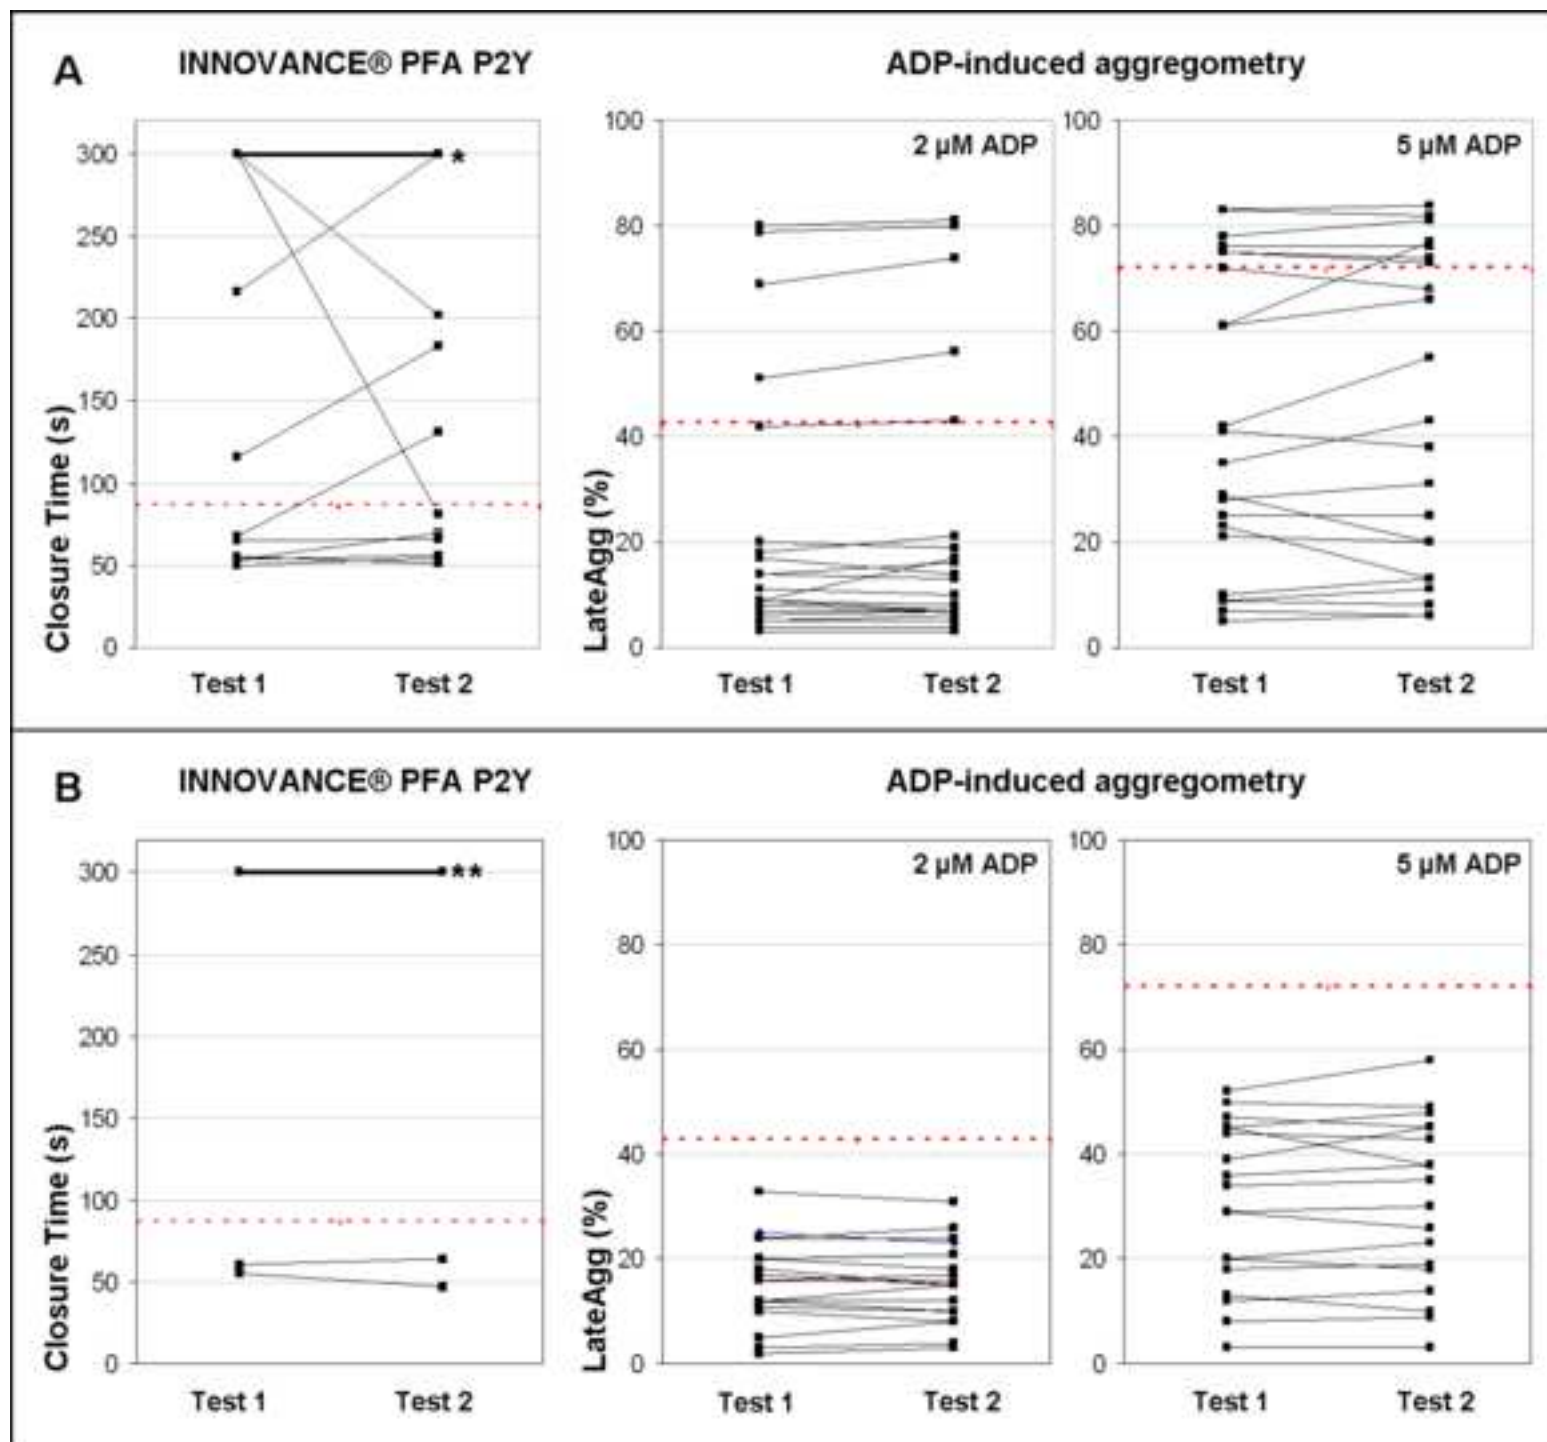 A
INNOVANCE® PFA P2Y
ADP-induced aggregometry
Closure Time (s)
300
250
200
150
100
50
0
*
Test 1
Test 2
LateAgg (%)
100
80
60
40
20
0
2 µM ADP
Test 1
Test 2
100
80
60
40
20
0
5 µM ADP
Test 1
Test 2
B
INNOVANCE® PFA P2Y
ADP-induced aggregometry
Closure Time (s)
300
250
200
150
100
50
0
**
Test 1
Test 2
LateAgg (%)
100
80
60
40
20
0
2 µM ADP
Test 1
Test 2
100
80
60
40
20
0
5 µM ADP
Test 1
Test 2